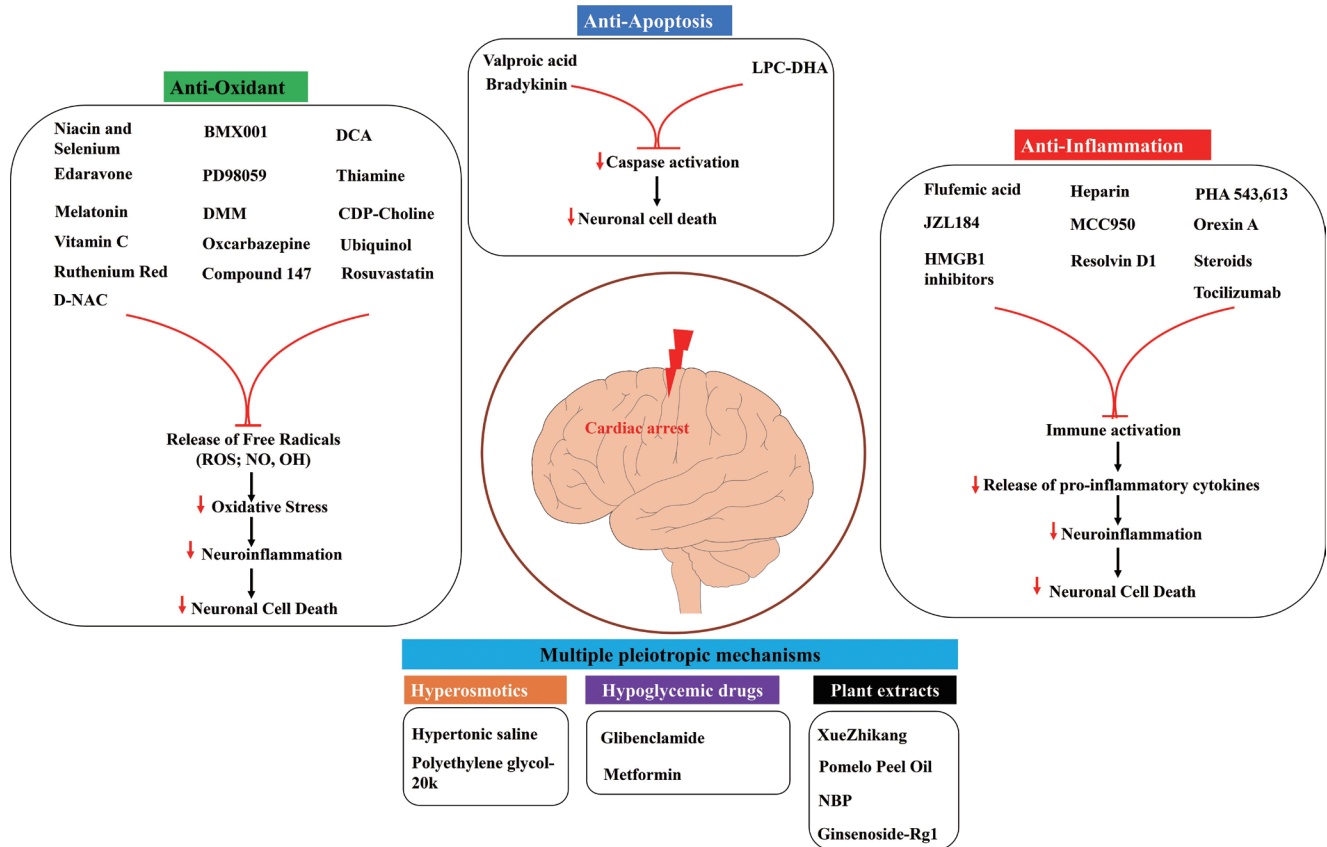 Anti-Apoptosis
Valproic acid
Bradykinin
LPC-DHA
Caspase activation
Neuronal cell death
Anti-Oxidant
Niacin and
Selenium
Edaravone
Melatonin
Vitamin C
Ruthenium Red
D-NAC
BMX001
PD98059
DMM
Oxcarbazepine
Compound 147
DCA
Thiamine
CDP-Choline
Ubiquinol
Rosuvastatin
Release of Free Radicals
(ROS; NO, OH)
Oxidative Stress
Neuroinflammation
Neuronal Cell Death
Cardiac arrest
Anti-Inflammation
Flufemic acid
JZL184
HMGB1
inhibitors
Heparin
MCC950
Resolvin D1
PHA 543,613
Orexin A
Steroids
Tocilizumab
Immune activation
Release of pro-inflammatory cytokines
Neuroinflammation
Neuronal Cell Death
Multiple pleiotropic mechanisms
Hyperosmotics
Hypertonic saline
Polyethylene glycol-
20k
Hypoglycemic drugs
Glibenclamide
Metformin
Plant extracts
XueZhikang
Pomelo Peel Oil
NBP
Ginsenoside-Rg1